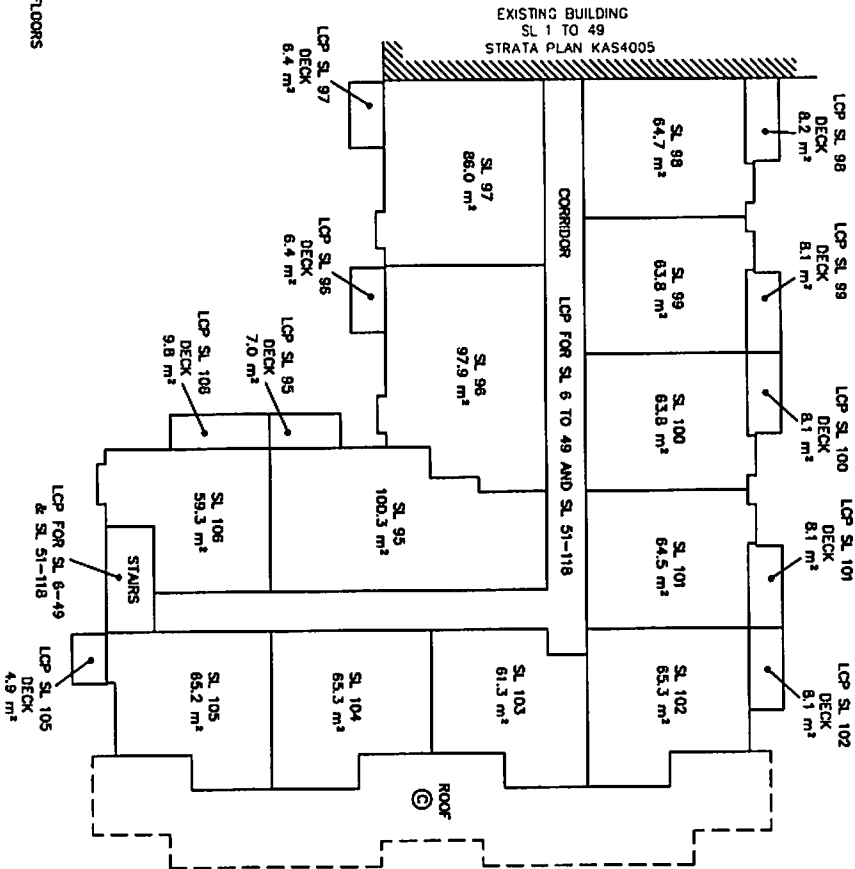 EXISTING BUILDING
SL 1 TO 49
STRATA PLAN KAS4005
FLOORS
LCP SL 97
DECK
6.4 m²
LCP SL 98
DECK
8.2 m²
SL 98
64.7 m²
SL 97
86.0 m²
LCP SL 99
DECK
8.1 m²
SL 99
63.8 m²
CORRIDOR LCP FOR SL 6 TO 49 AND SL 51-118
LCP SL 96
DECK
6.4 m²
SL 96
97.9 m²
LCP SL 100
DECK
8.1 m²
SL 100
63.8 m²
LCP SL 95
DECK
7.0 m²
LCP SL 106
DECK
9.8 m²
SL 101
64.5 m²
LCP SL 101
DECK
8.1 m²
SL 95
100.3 m²
SL 106
59.3 m²
STAIRS
LCP FOR SL 6-49
& SL 51-118
LCP SL 102
DECK
8.1 m²
SL 102
65.3 m²
SL 103
61.3 m²
SL 104
65.3 m²
SL 105
65.2 m²
LCP SL 105
DECK
4.9 m²
ROOF
©